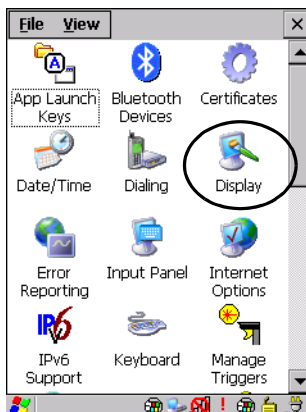 File View
App Launch Keys
Bluetooth Devices
Certificates
Date/Time
Dialing
Display
Error Reporting
Input Panel
Internet Options
IPv6
IPv6 Support
Keyboard
Manage Triggers